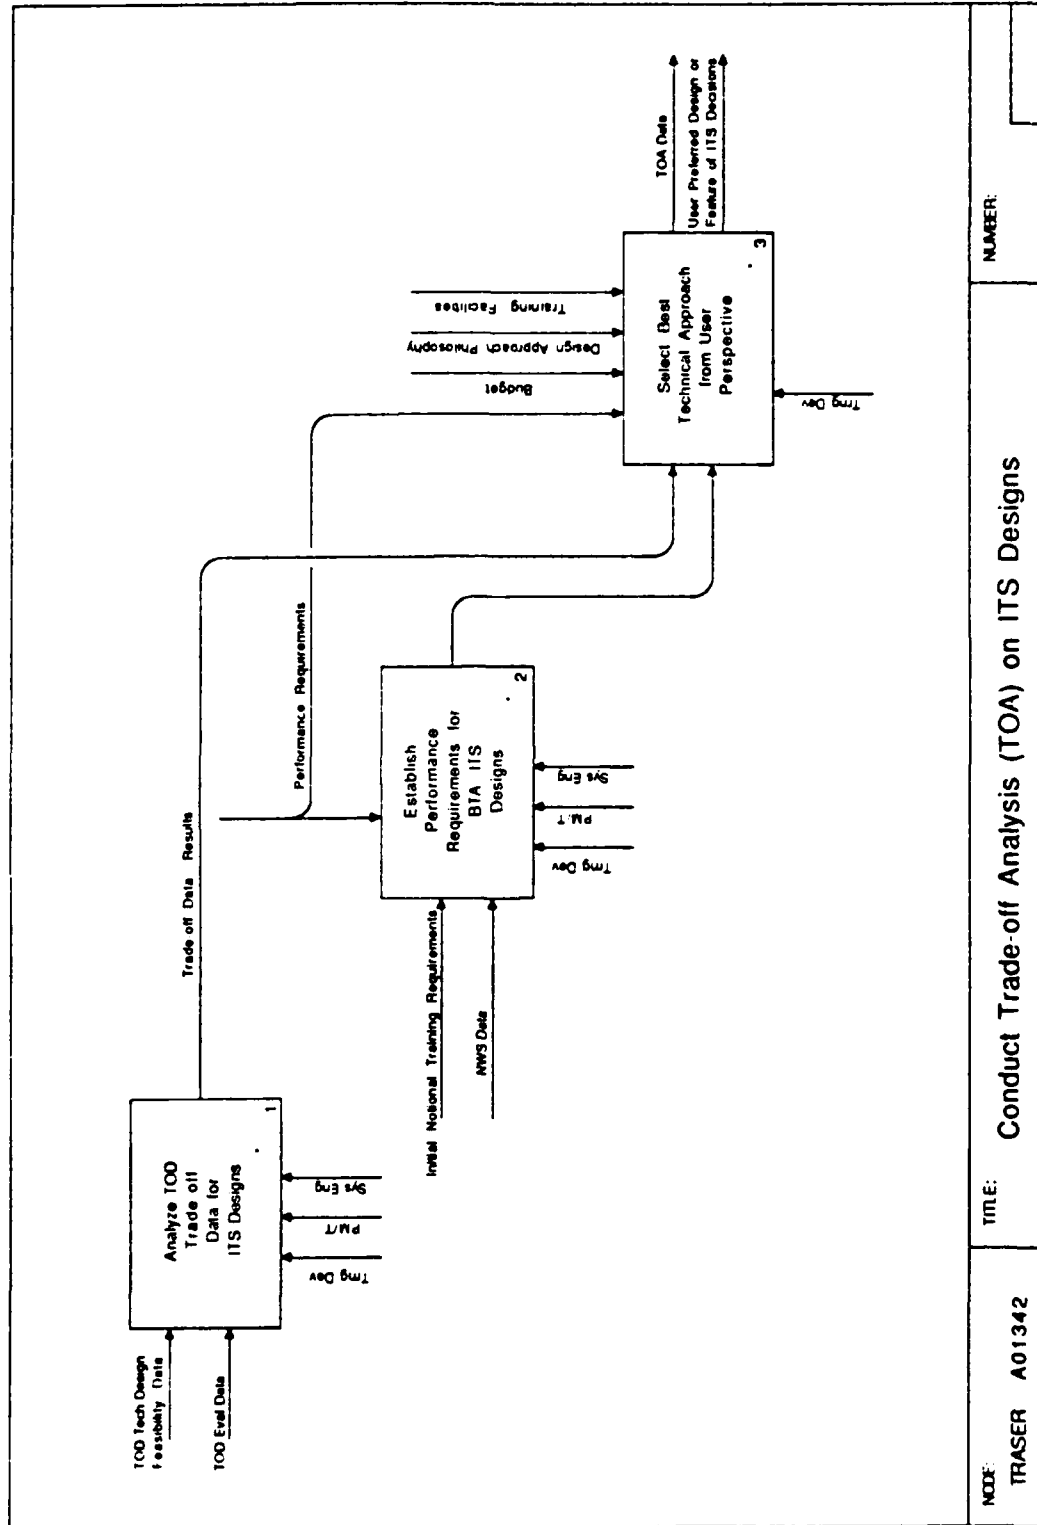 TOD Tech Design
Feasibility Data
TOD Eval Data
Analyze TOD
Trade off
Data for
ITS Designs
1
Trng Dev
PM/T
Sys Eng
Trade off Data Results
Performance Requirements
Initial Notional Training Requirements
NWS Data
Establish
Performance
Requirements for
BTA ITS
Designs
2
Trng Dev
PM/T
Sys Eng
Budget
Design Approach Philosophy
Training
Facilities
Select Best
Technical Approach
from User
Perspective
3
Trng Dev
TOA Data
User Preferred Design or
Feature of ITS Decisions
NODE:
TRASER A01342
TITLE:
Conduct Trade-off Analysis (TOA) on ITS Designs
NUMBER: